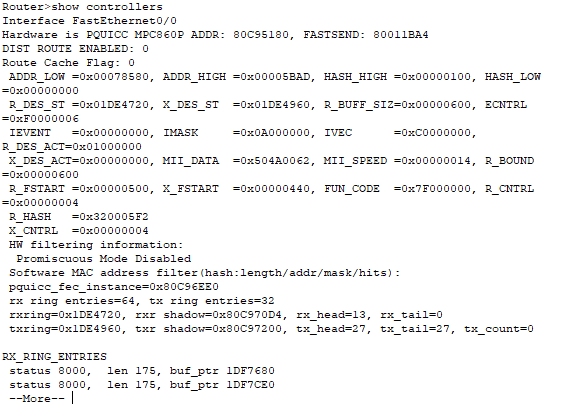 Router>show controllers
Interface FastEthernet0/0
Hardware is PQUICC MPC860P ADDR: 80C95180, FASTSEND: 80011BA4
DIST ROUTE ENABLED: 0
Route Cache Flag: 0
ADDR_LOW =0x00078580, ADDR_HIGH =0x00005BAD, HASH_HIGH =0x00000100, HASH_LOW
=0x00000000
R_DES_ST =0x01DE4720, X_DES_ST =0x01DE4960, R_BUFF_SIZ=0x00000600, ECNTRL
=0xF0000006
IEVENT =0x00000000, IMASK =0x0A000000, IVEC =0xC0000000,
R_DES_ACT=0x01000000
X_DES_ACT=0x00000000, MII_DATA =0x504A0062, MII_SPEED =0x00000014, R_BOUND
=0x00000600
R_FSTART =0x00000500, X_FSTART =0x00000440, FUN_CODE =0x7F000000, R_CNTRL
=0x00000004
R_HASH =0x320005F2
X_CNTRL =0x00000004
HW filtering information:
Promiscuous Mode Disabled
Software MAC address filter(hash:length/addr/mask/hits):
pquicc_fec_instance=0x80C96EE0
rx ring entries=64, tx ring entries=32
rxring=0x1DE4720, rxr shadow=0x80C970D4, rx_head=13, rx_tail=0
txring=0x1DE4960, txr shadow=0x80C97200, tx_head=27, tx_tail=27, tx_count=0
RX_RING_ENTRIES
status 8000, len 175, buf_ptr 1DF7680
status 8000, len 175, buf_ptr 1DF7CE0
--More--